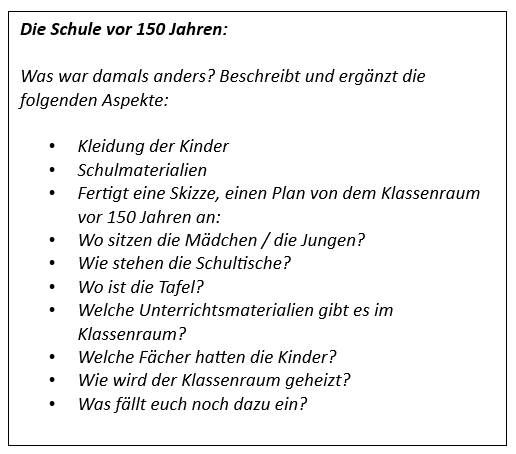 Die Schule vor 150 Jahren:
Was war damals anders? Beschreibt und ergänzt die
folgenden Aspekte:
• Kleidung der Kinder
• Schulmaterialien
• Fertigt eine Skizze, einen Plan von dem Klassenraum
vor 150 Jahren an:
• Wo sitzen die Mädchen / die Jungen?
• Wie stehen die Schultische?
• Wo ist die Tafel?
• Welche Unterrichtsmaterialien gibt es im
Klassenraum?
• Welche Fächer hatten die Kinder?
• Wie wird der Klassenraum geheizt?
• Was fällt euch noch dazu ein?